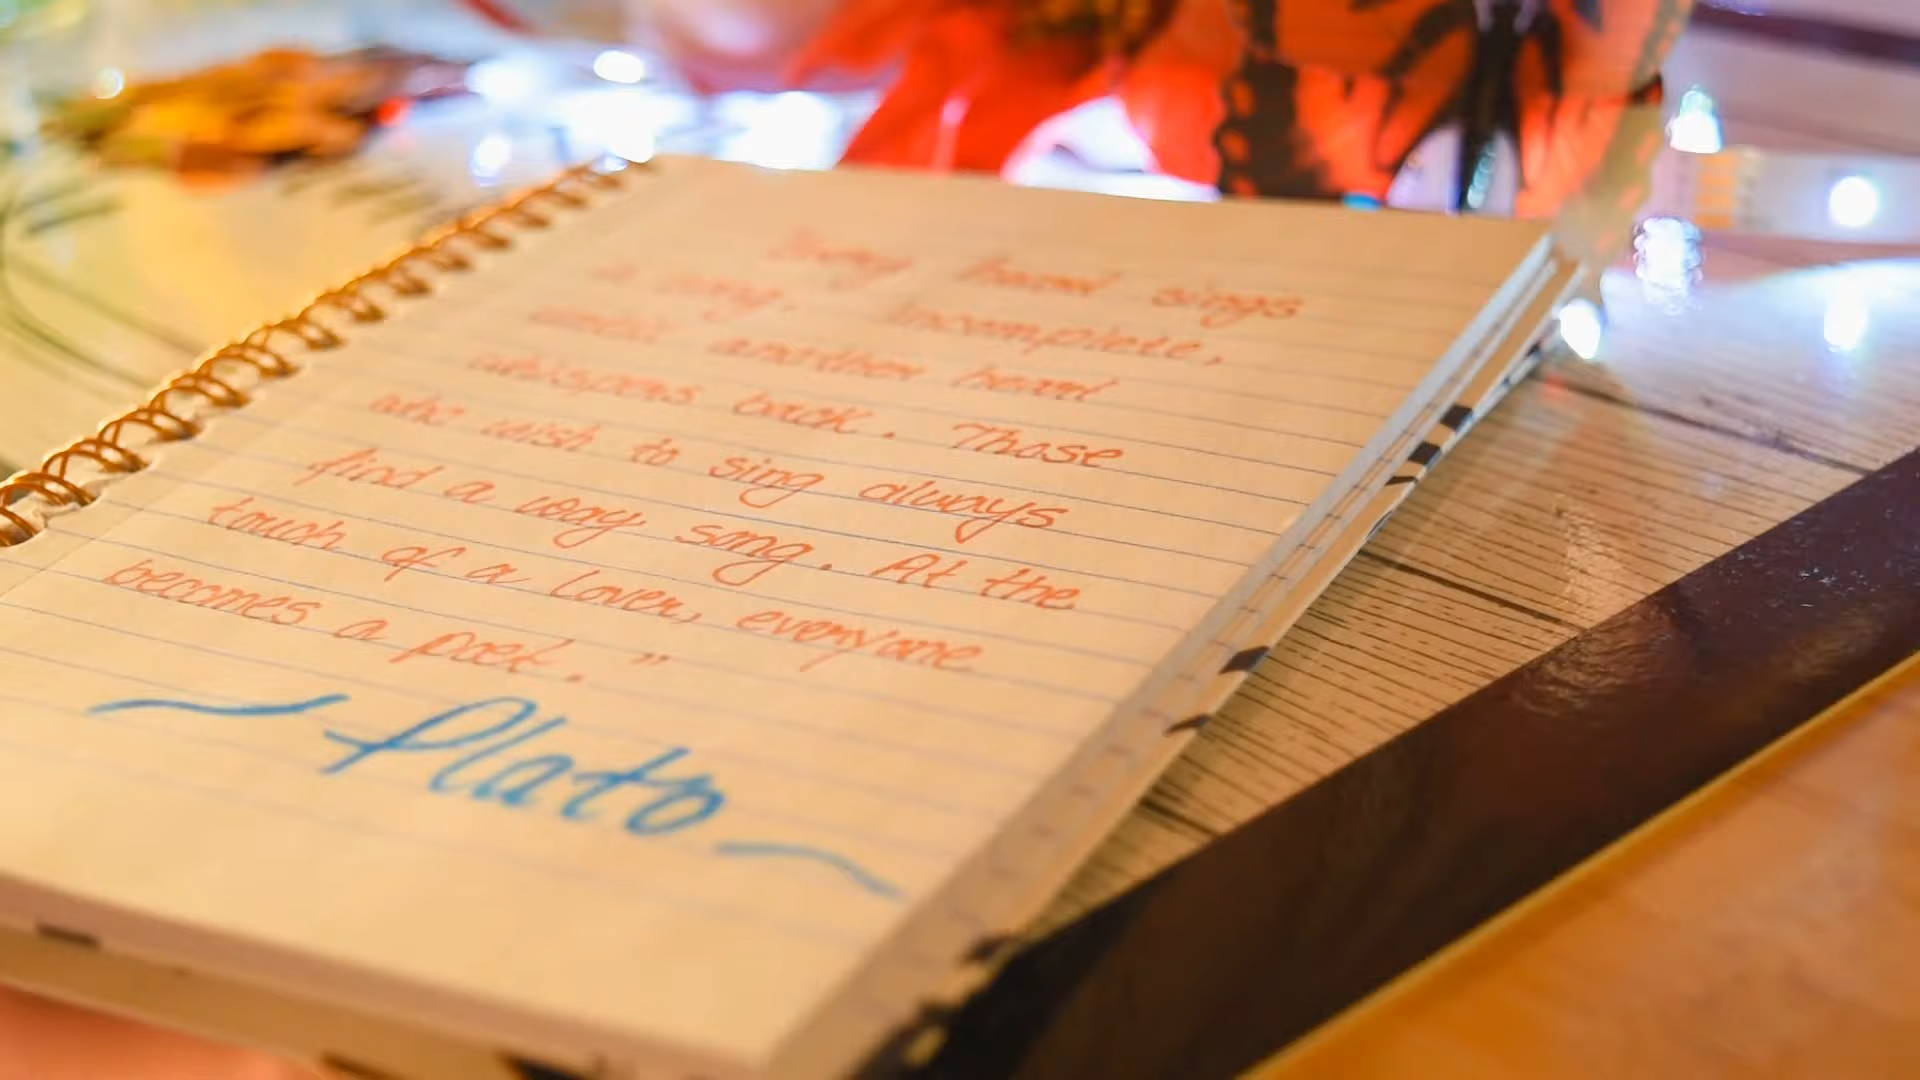 Every heart sings
a song, incomplete,
until another heart
whispers back. Those
who wish to sing always
find a way song. At the
touch of a lover, everyone
becomes a poet."
~ Plato ~